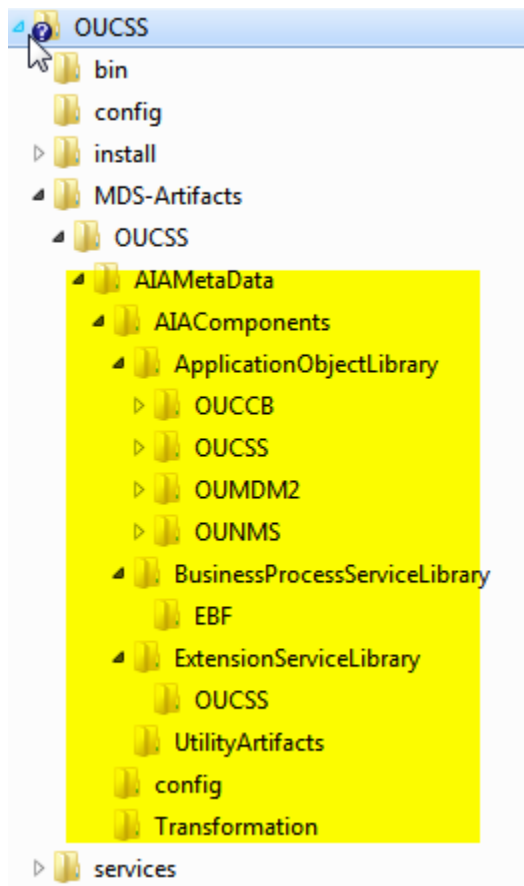 OUCSS
bin
config
install
MDS-Artifacts
OUCSS
AIAMetaData
AIAComponents
ApplicationObjectLibrary
OUCCB
OUCSS
OUMDM2
OUNMS
BusinessProcessServiceLibrary
EBF
ExtensionServiceLibrary
OUCSS
UtilityArtifacts
config
Transformation
services